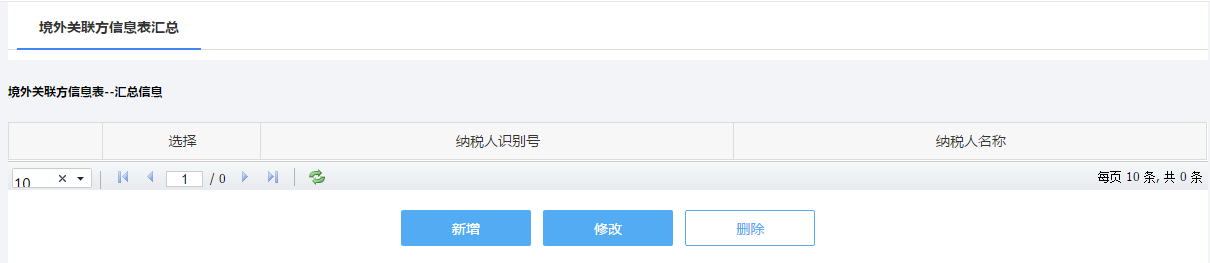 境外关联方信息表汇总
境外关联方信息表--汇总信息
选择 纳税人识别号 纳税人名称
10 1 / 0 每页 10 条, 共 0 条
新增 修改 删除